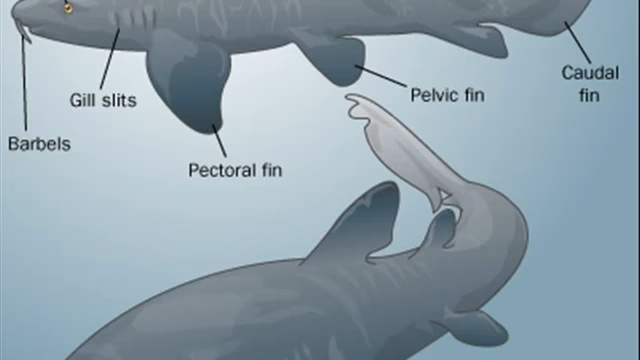 Caudal
fin
Pelvic fin
Gill slits
Barbels
Pectoral fin